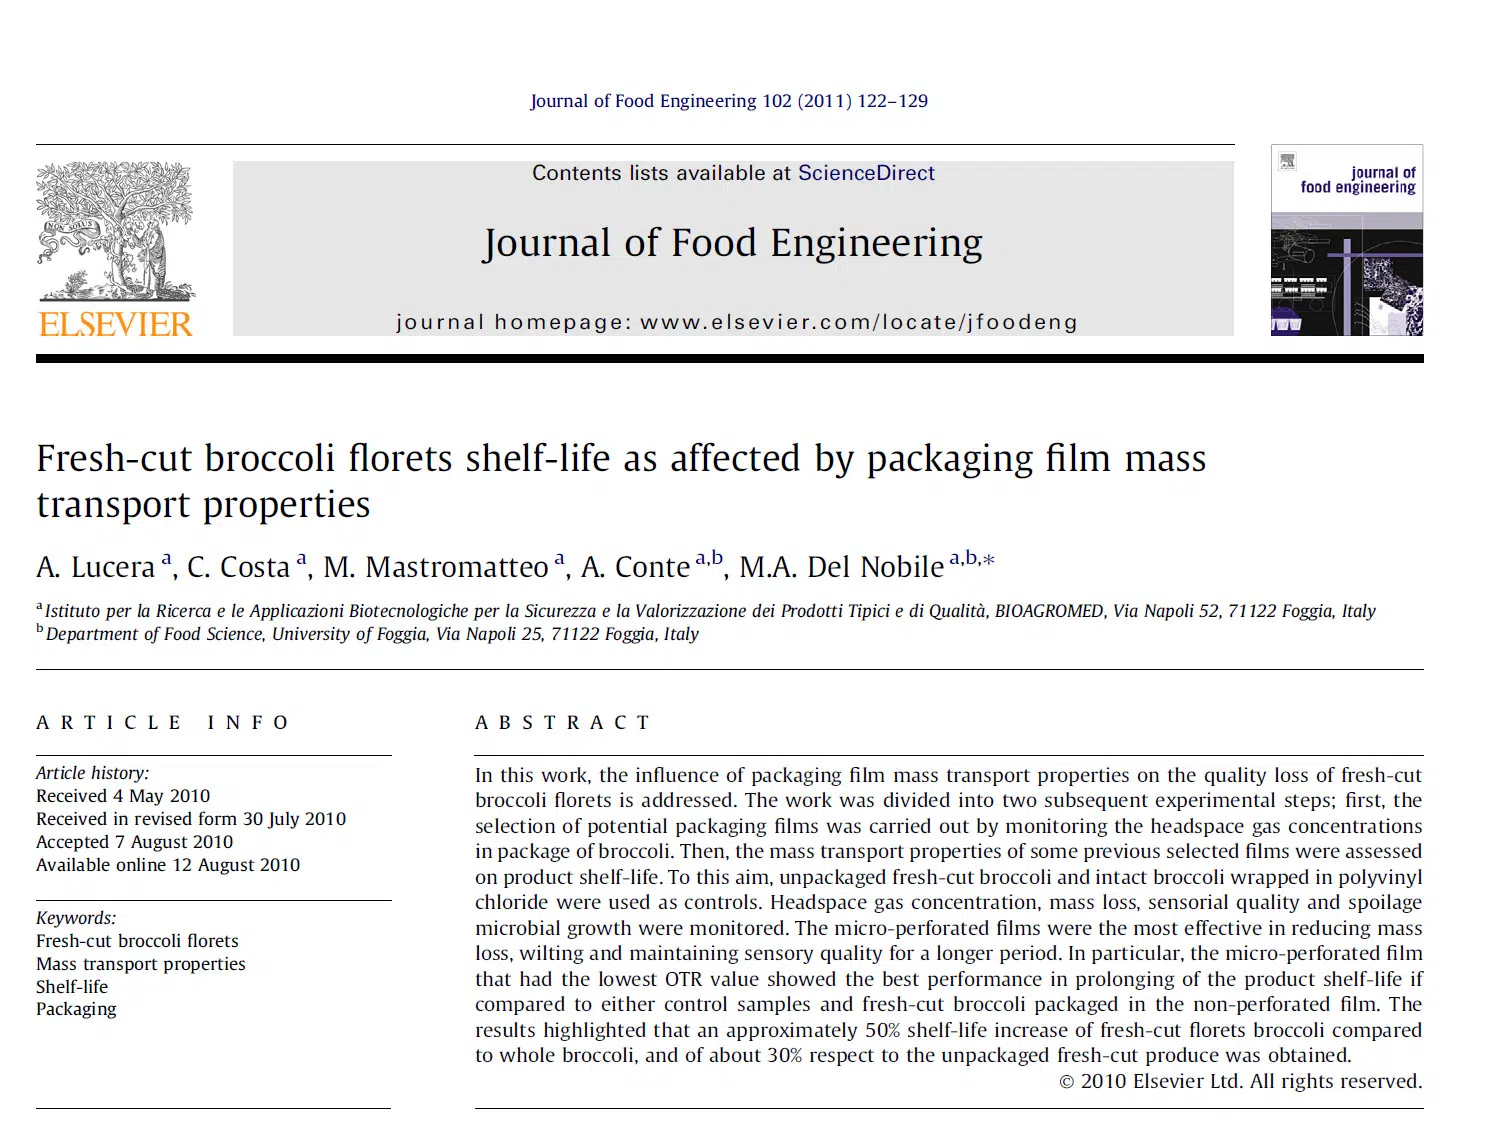 Journal of Food Engineering 102 (2011) 122–129
Contents lists available at ScienceDirect
Journal of Food Engineering
journal homepage: www.elsevier.com/locate/jfoodeng
NON SOLUS
ELSEVIER
journal of
food engineering
Fresh-cut broccoli florets shelf-life as affected by packaging film mass
transport properties
A. Lucera a, C. Costa a, M. Mastromatteo a, A. Conte a,b, M.A. Del Nobile a,b,*
a Istituto per la Ricerca e le Applicazioni Biotecnologiche per la Sicurezza e la Valorizzazione dei Prodotti Tipici e di Qualità, BIOAGROMED, Via Napoli 52, 71122 Foggia, Italy
b Department of Food Science, University of Foggia, Via Napoli 25, 71122 Foggia, Italy
ARTICLE INFO
Article history:
Received 4 May 2010
Received in revised form 30 July 2010
Accepted 7 August 2010
Available online 12 August 2010
Keywords:
Fresh-cut broccoli florets
Mass transport properties
Shelf-life
Packaging
ABSTRACT
In this work, the influence of packaging film mass transport properties on the quality loss of fresh-cut
broccoli florets is addressed. The work was divided into two subsequent experimental steps; first, the
selection of potential packaging films was carried out by monitoring the headspace gas concentrations
in package of broccoli. Then, the mass transport properties of some previous selected films were assessed
on product shelf-life. To this aim, unpackaged fresh-cut broccoli and intact broccoli wrapped in polyvinyl
chloride were used as controls. Headspace gas concentration, mass loss, sensorial quality and spoilage
microbial growth were monitored. The micro-perforated films were the most effective in reducing mass
loss, wilting and maintaining sensory quality for a longer period. In particular, the micro-perforated film
that had the lowest OTR value showed the best performance in prolonging of the product shelf-life if
compared to either control samples and fresh-cut broccoli packaged in the non-perforated film. The
results highlighted that an approximately 50% shelf-life increase of fresh-cut florets broccoli compared
to whole broccoli, and of about 30% respect to the unpackaged fresh-cut produce was obtained.
© 2010 Elsevier Ltd. All rights reserved.